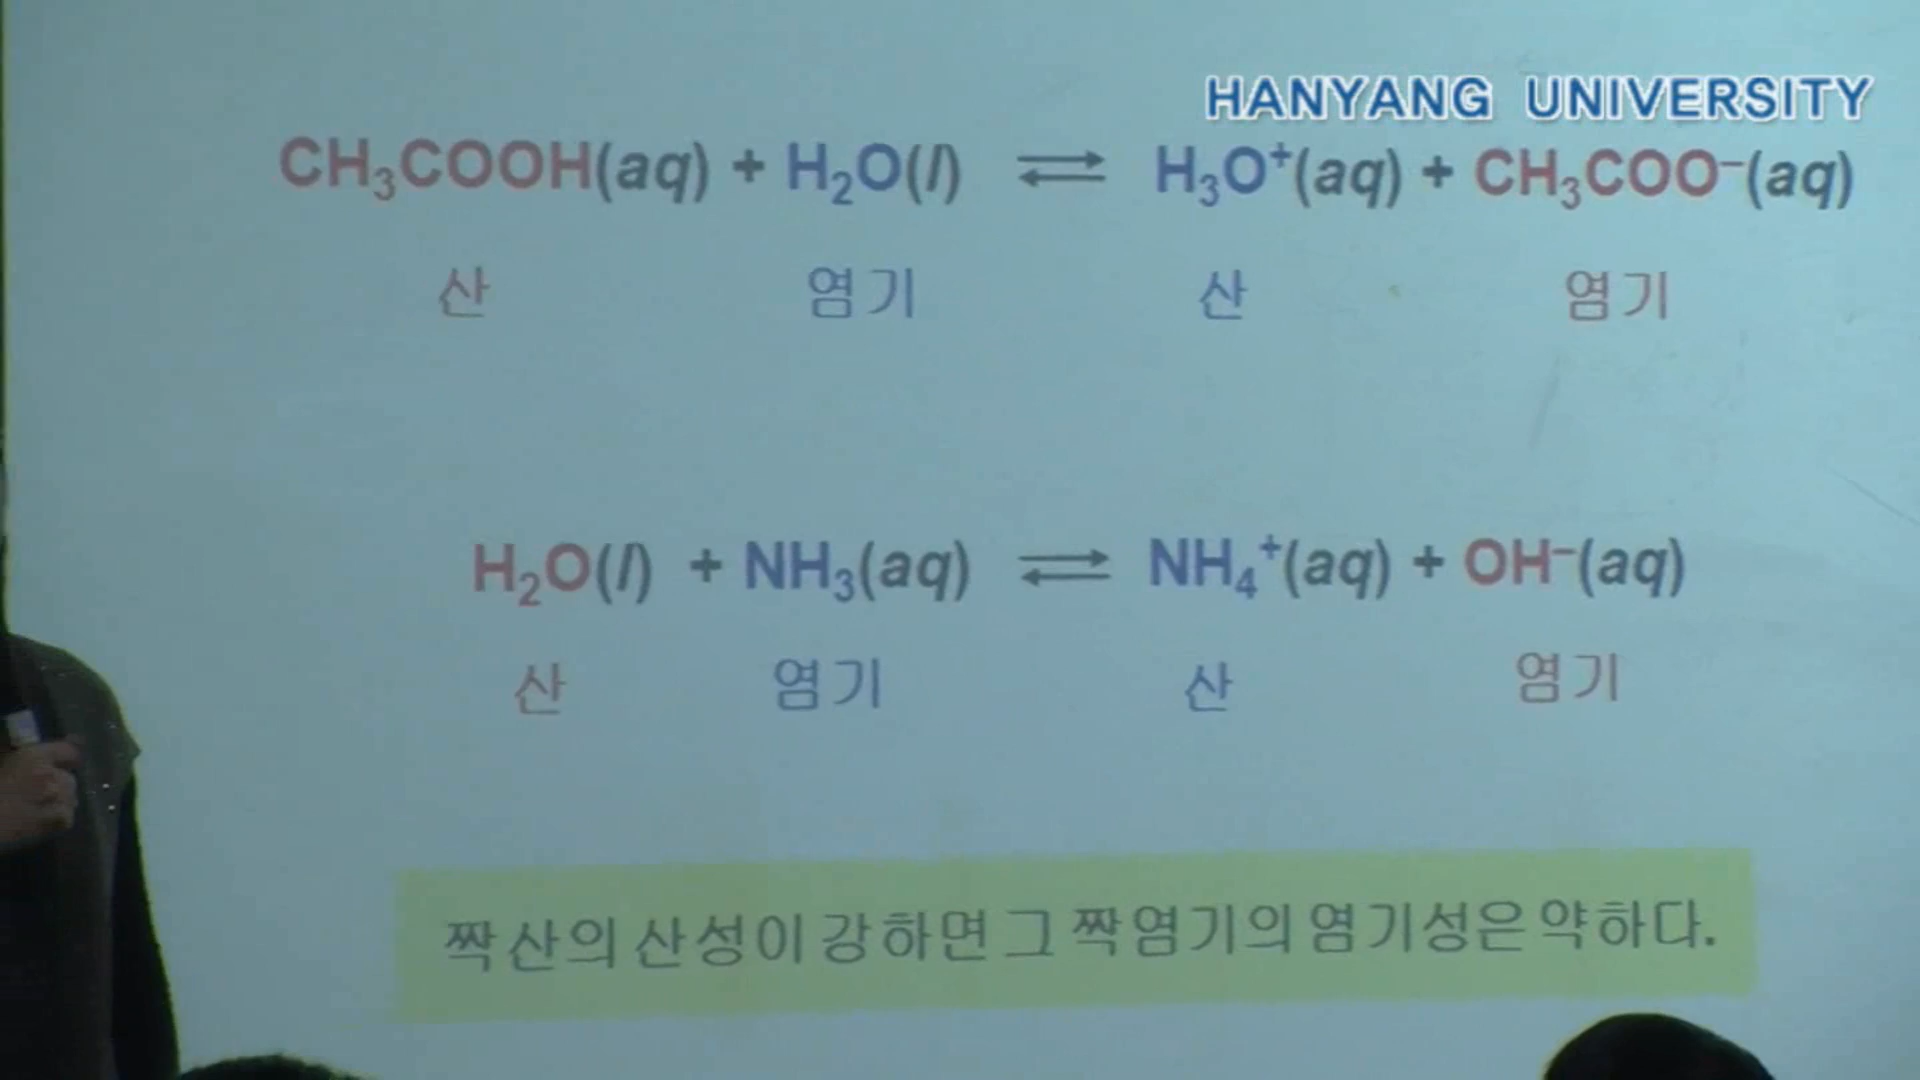 HANYANG UNIVERSITY
CH₃COOH(aq) + H₂O(l) ⇌ H₃O⁺(aq) + CH₃COO⁻(aq)
산 염기 산 염기
H₂O(l) + NH₃(aq) ⇌ NH₄⁺(aq) + OH⁻(aq)
산 염기 산 염기
짝산의 산성이 강하면 그 짝염기의 염기성은 약하다.